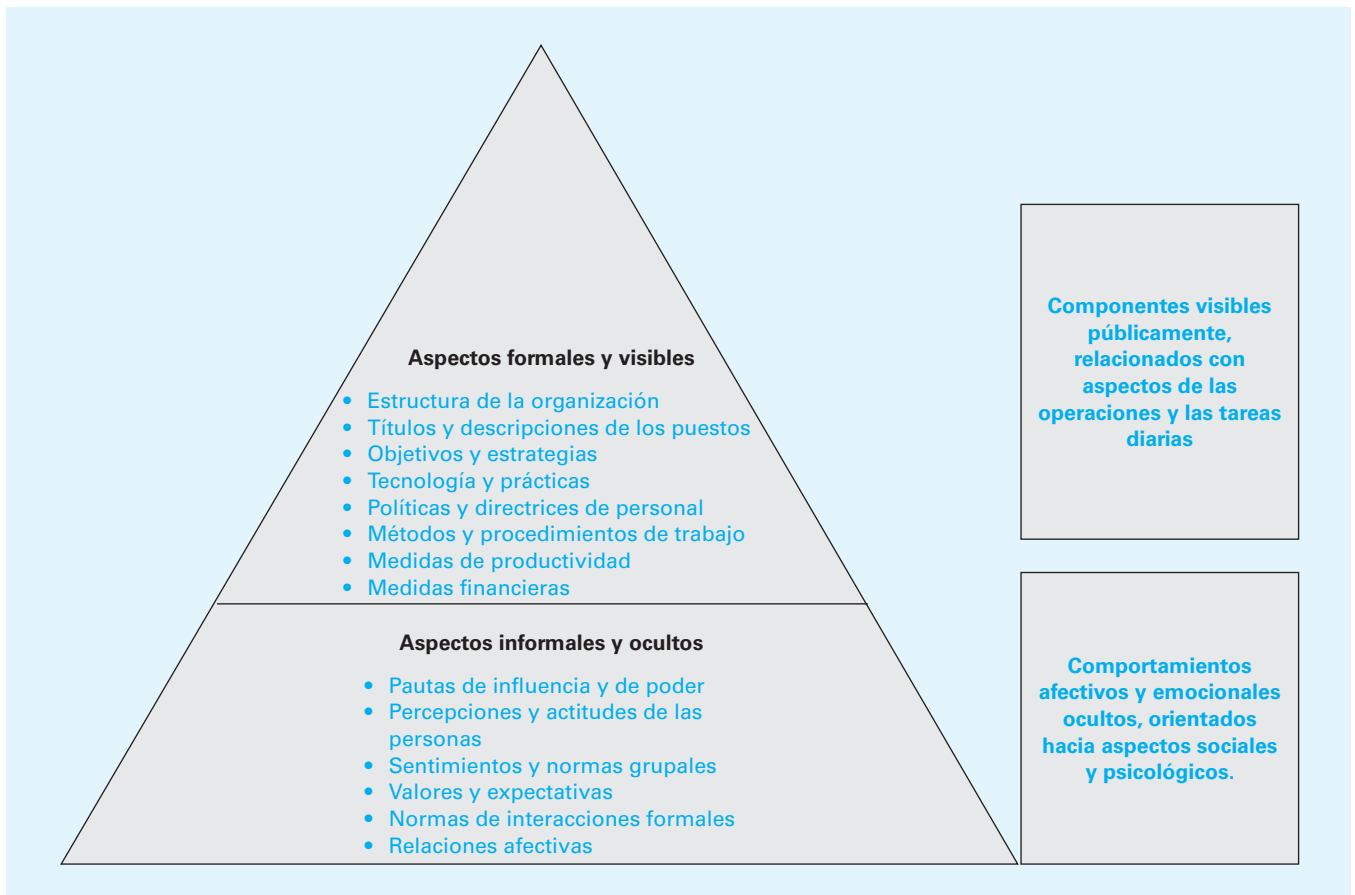 Aspectos formales y visibles
• Estructura de la organización
• Títulos y descripciones de los puestos
• Objetivos y estrategias
• Tecnología y prácticas
• Políticas y directrices de personal
• Métodos y procedimientos de trabajo
• Medidas de productividad
• Medidas financieras
Componentes visibles
públicamente,
relacionados con
aspectos de las
operaciones y las tareas
diarias
Aspectos informales y ocultos
• Pautas de influencia y de poder
• Percepciones y actitudes de las
personas
• Sentimientos y normas grupales
• Valores y expectativas
• Normas de interacciones formales
• Relaciones afectivas
Comportamientos
afectivos y emocionales
ocultos, orientados
hacia aspectos sociales
y psicológicos.